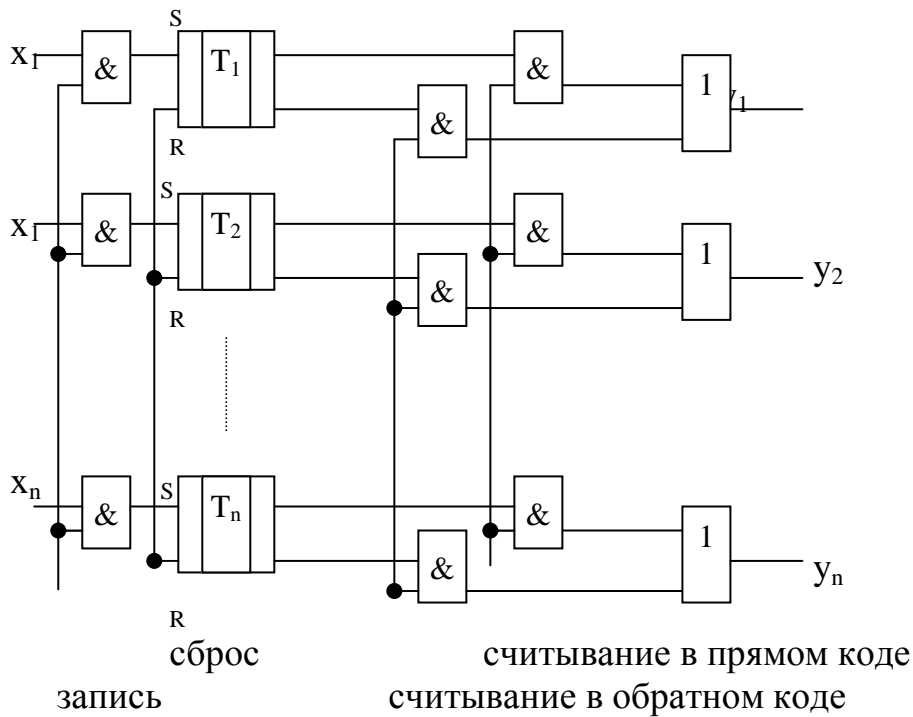 S
x₁ & T₁ & 1 y₁
&
R
S
x₁ & T₂ & 1 y₂
&
R
xₙ & S Tₙ & 1 yₙ
&
R
сброс считывание в прямом коде
запись считывание в обратном коде